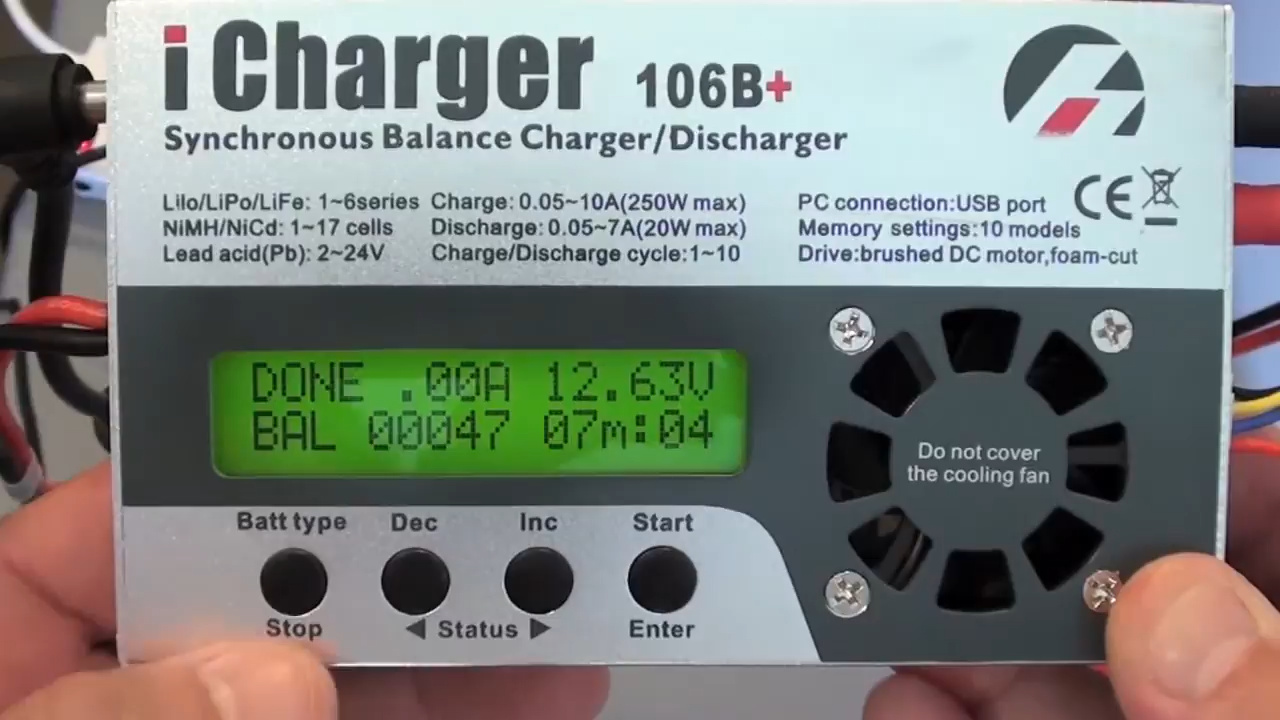 i Charger 106B+
Synchronous Balance Charger/Discharger
LiIo/LiPo/LiFe: 1~6series Charge: 0.05~10A(250W max) PC connection:USB port
NiMH/NiCd: 1~17 cells Discharge: 0.05~7A(20W max) Memory settings:10 models
Lead acid(Pb): 2~24V Charge/Discharge cycle:1~10 Drive:brushed DC motor,foam-cut
CE
DONE .00A 12.63V
BAL 00047 07m:04
Do not cover
the cooling fan
Batt type Dec Inc Start
Stop ◀ Status ▶ Enter